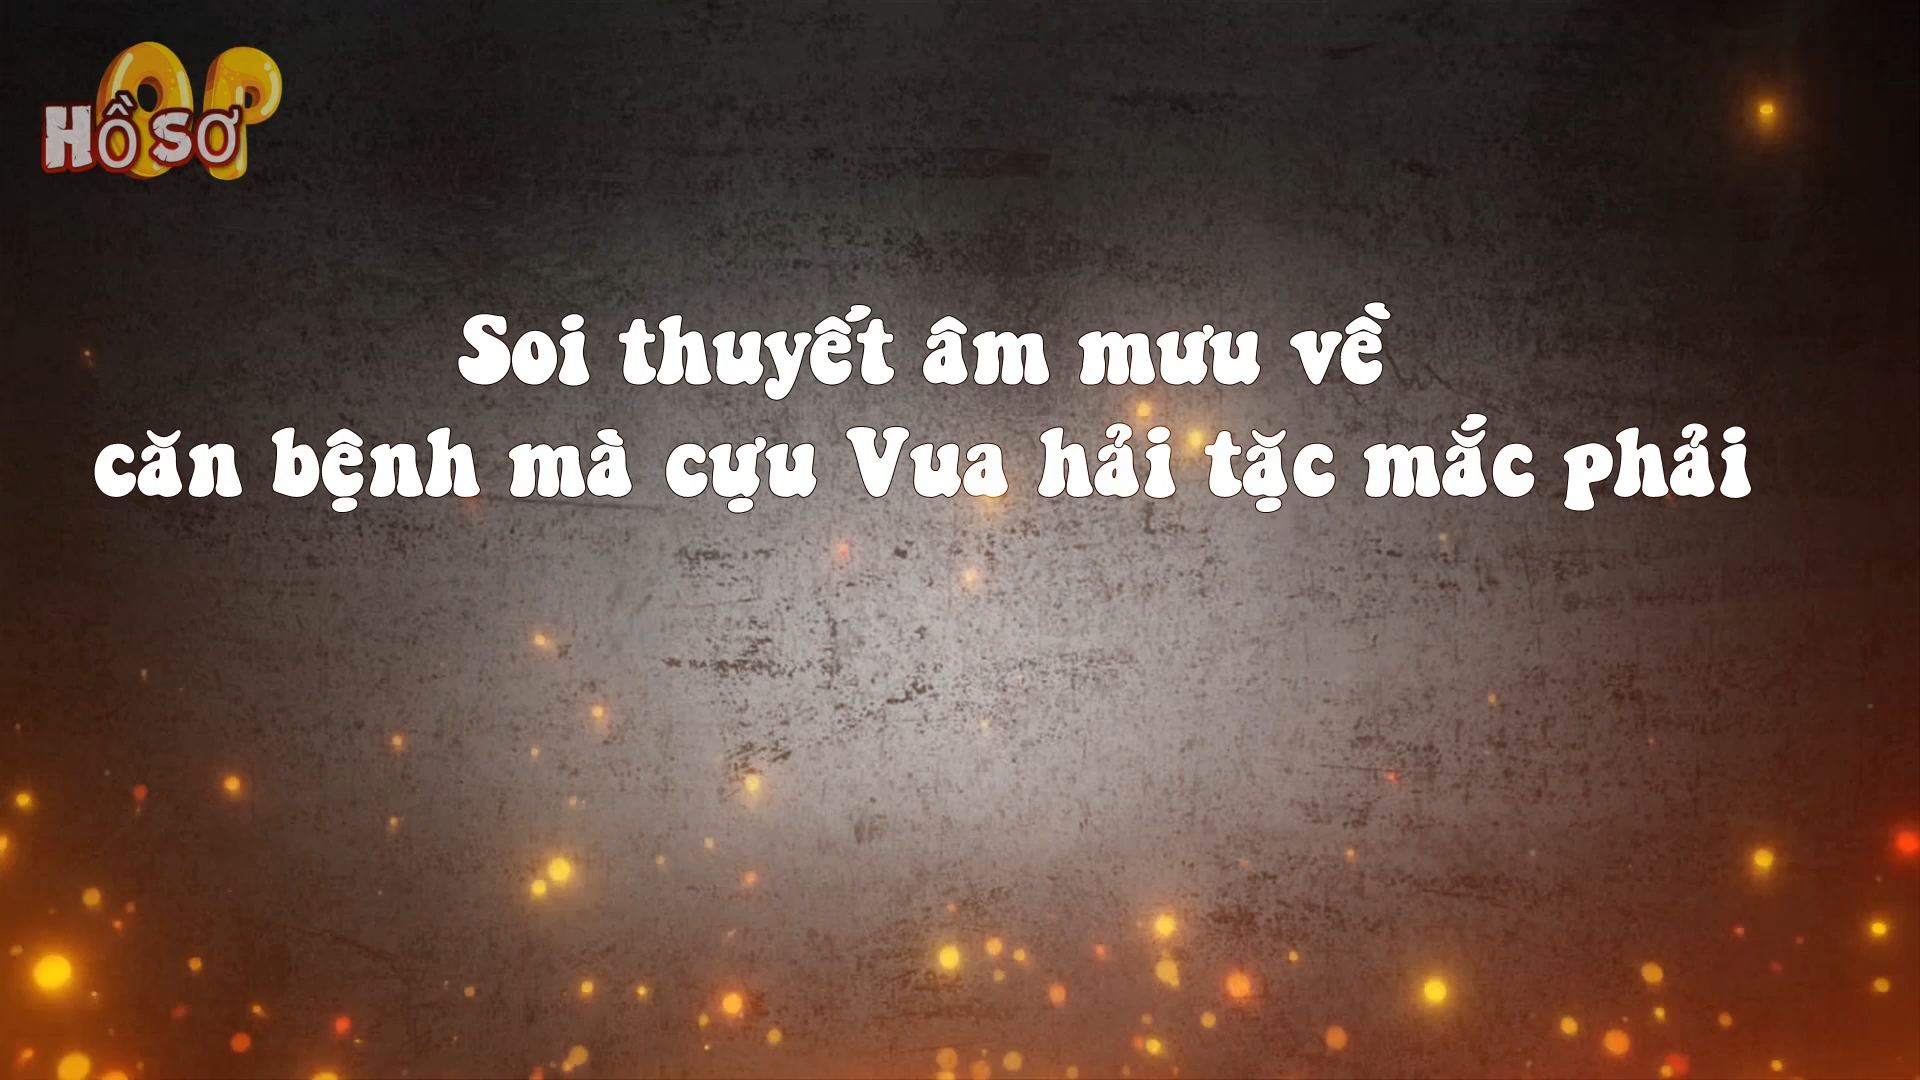 OP
HỒ SƠ
Soi thuyết âm mưu về
căn bệnh mà cựu Vua hải tặc mắc phải